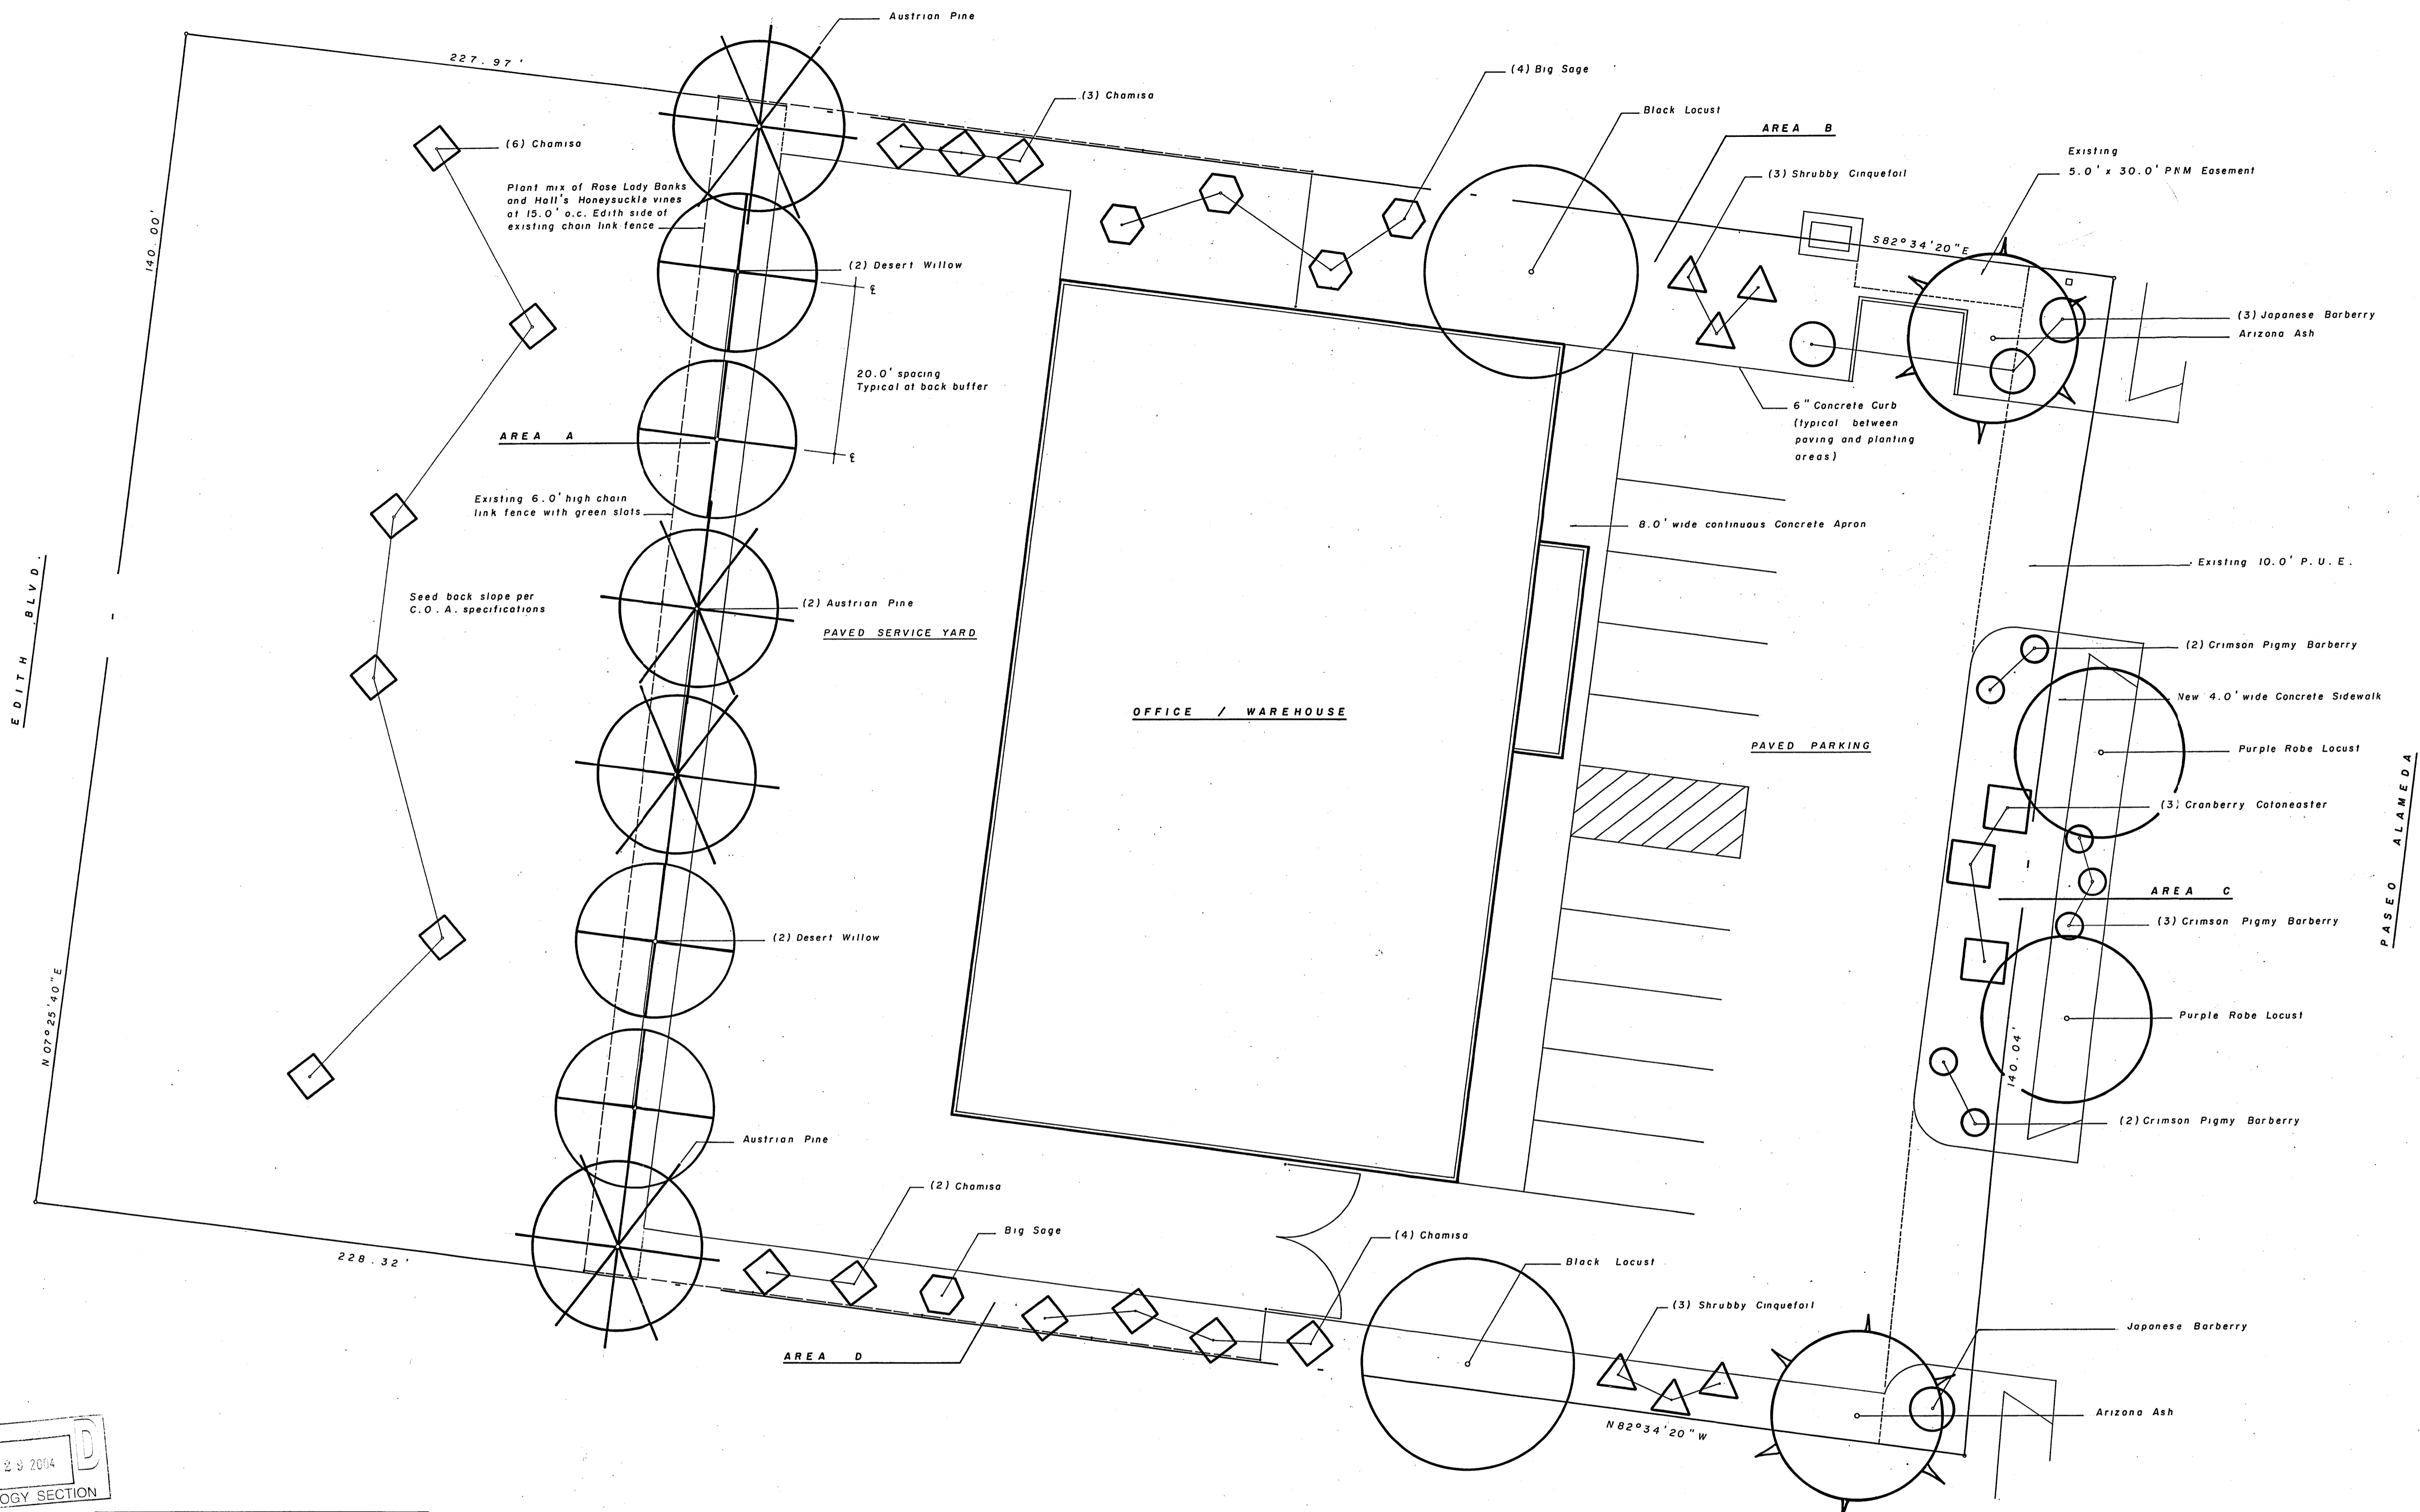 Austrian Pine
227.97'
(4) Big Sage
(3) Chamisa
Black Locust
AREA B
(6) Chamisa
Existing
5.0' x 30.0' PNM Easement
(3) Shrubby Cinquefoil
Plant mix of Rose Lady Banks
and Hall's Honeysuckle vines
at 15.0' o.c. Edith side of
existing chain link fence
140.00'
S82°34'20"E
(2) Desert Willow
℄
(3) Japanese Barberry
Arizona Ash
20.0' spacing
Typical at back buffer
6" Concrete Curb
(typical between
paving and planting
areas)
AREA A
℄
Existing 6.0' high chain
link fence with green slats
8.0' wide continuous Concrete Apron
Existing 10.0' P.U.E.
EDITH BLVD.
Seed back slope per
C.O.A. specifications
(2) Austrian Pine
PAVED SERVICE YARD
(2) Crimson Pigmy Barberry
New 4.0' wide Concrete Sidewalk
OFFICE / WAREHOUSE
PAVED PARKING
Purple Robe Locust
(3) Cranberry Cotoneaster
PASEO ALAMEDA
AREA C
(3) Crimson Pigmy Barberry
(2) Desert Willow
N07°25'40"E
Purple Robe Locust
140.04'
(2) Crimson Pigmy Barberry
Austrian Pine
(2) Chamisa
Big Sage
(4) Chamisa
228.32'
Black Locust
(3) Shrubby Cinquefoil
Japanese Barberry
AREA D
Arizona Ash
N82°34'20"W
D
29 2004
OGY SECTION